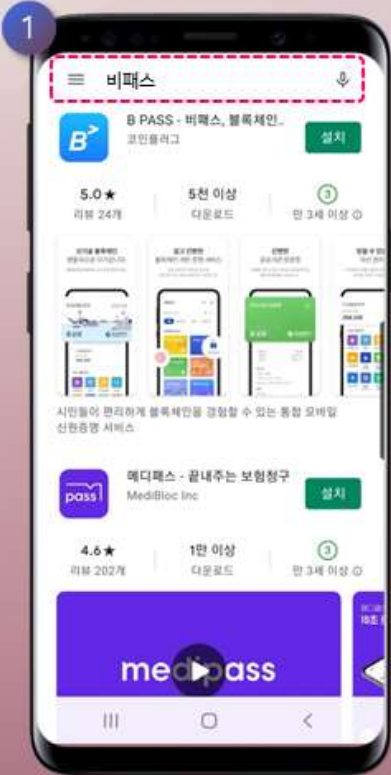 1
비패스
B PASS - 비패스, 블록체인..
코인플러그
설치
5.0★
5천 이상
3
리뷰 24개
다운로드
만 3세 이상
시민들이 편리하게 블록체인을 경험할 수 있는 통합 모바일
신원증명 서비스
pass
메디패스 - 끝내주는 보험청구
MediBloc Inc
설치
4.6★
1만 이상
3
리뷰 202개
다운로드
만 3세 이상
medipass